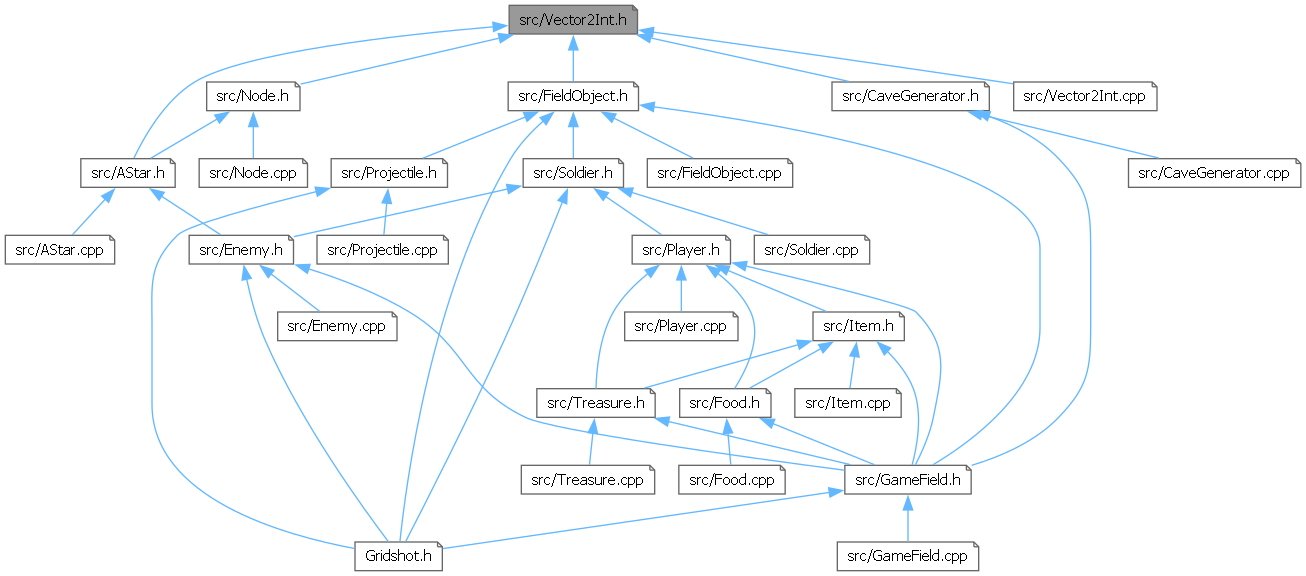 src/Vector2Int.h
src/Node.h
src/FieldObject.h
src/CaveGenerator.h
src/Vector2Int.cpp
src/AStar.h
src/Node.cpp
src/Projectile.h
src/Soldier.h
src/FieldObject.cpp
src/CaveGenerator.cpp
src/AStar.cpp
src/Enemy.h
src/Projectile.cpp
src/Player.h
src/Soldier.cpp
src/Enemy.cpp
src/Player.cpp
src/Item.h
src/Treasure.h
src/Food.h
src/Item.cpp
src/Treasure.cpp
src/Food.cpp
src/GameField.h
Gridshot.h
src/GameField.cpp